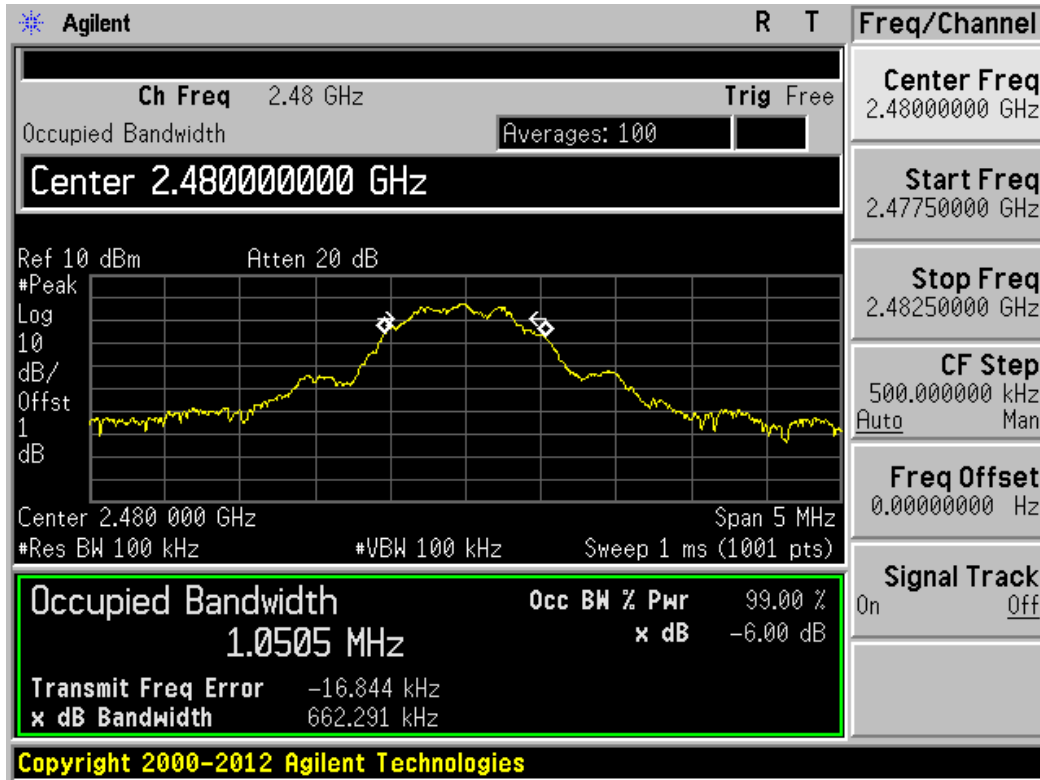 Agilent R T
Ch Freq 2.48 GHz Trig Free
Occupied Bandwidth Averages: 100
Center 2.480000000 GHz
Ref 10 dBm Atten 20 dB
#Peak
Log
10
dB/
Offst
1
dB
Center 2.480 000 GHz Span 5 MHz
#Res BW 100 kHz #VBW 100 kHz Sweep 1 ms (1001 pts)
Occupied Bandwidth Occ BW % Pwr 99.00 %
1.0505 MHz x dB -6.00 dB
Transmit Freq Error -16.844 kHz
x dB Bandwidth 662.291 kHz
Copyright 2000-2012 Agilent Technologies
Freq/Channel
Center Freq
2.48000000 GHz
Start Freq
2.47750000 GHz
Stop Freq
2.48250000 GHz
CF Step
500.000000 kHz
Auto Man
Freq Offset
0.00000000 Hz
Signal Track
On Off